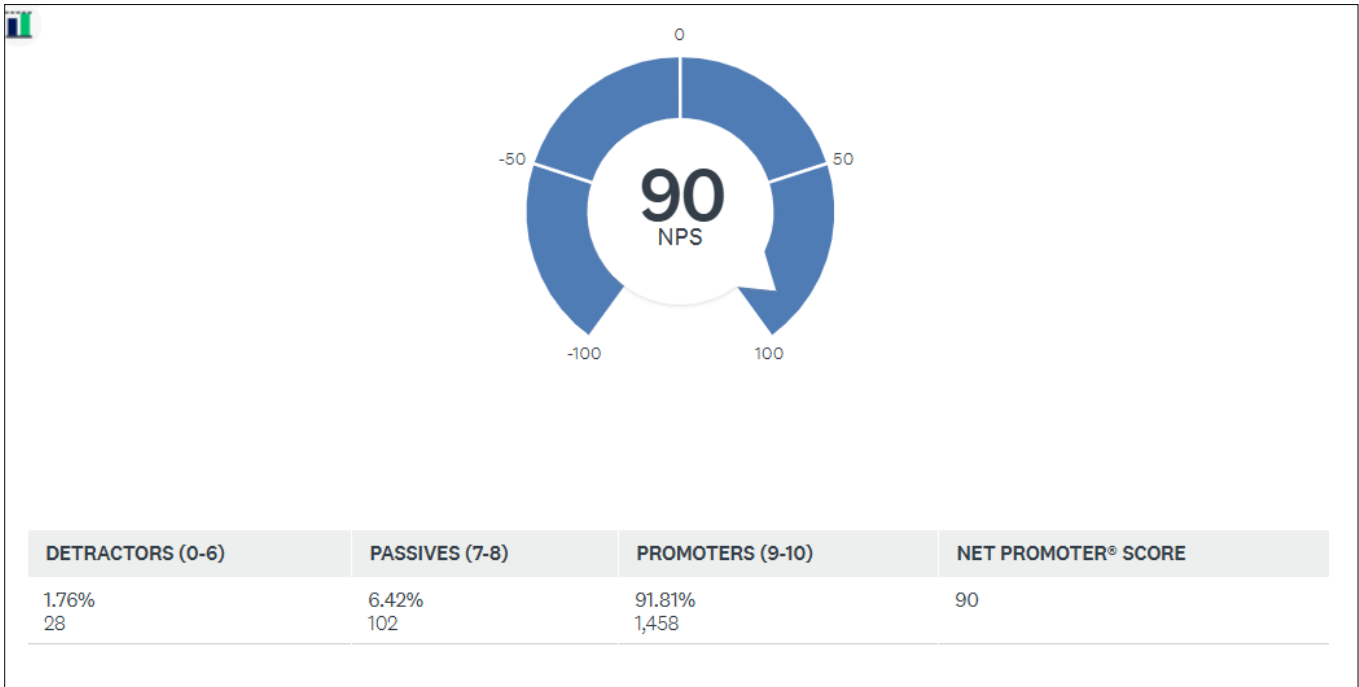 0
-50
50
90
NPS
-100
100
DETRACTORS (0-6) PASSIVES (7-8) PROMOTERS (9-10) NET PROMOTER® SCORE
1.76% 6.42% 91.81% 90
28 102 1,458